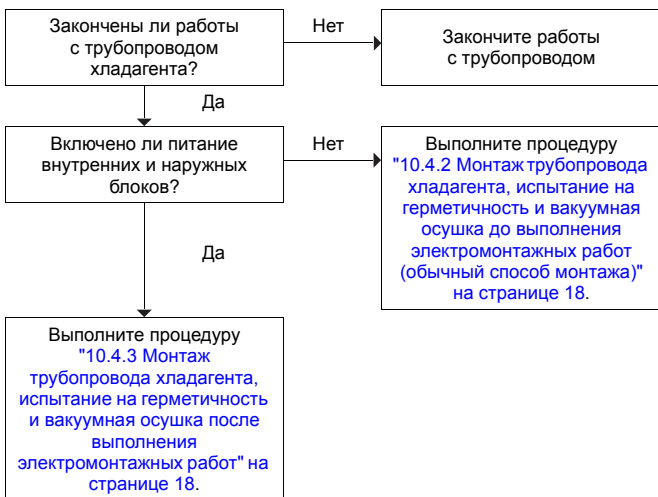 Закончены ли работы
с трубопроводом
хладагента?
Нет
Закончите работы
с трубопроводом
Да
Включено ли питание
внутренних и наружных
блоков?
Нет
Выполните процедуру
"10.4.2 Монтаж трубопровода
хладагента, испытание на
герметичность и вакуумная
осушка до выполнения
электромонтажных работ
(обычный способ монтажа)"
на странице 18.
Да
Выполните процедуру
"10.4.3 Монтаж
трубопровода хладагента,
испытание на герметичность
и вакуумная осушка после
выполнения
электромонтажных работ" на
странице 18.